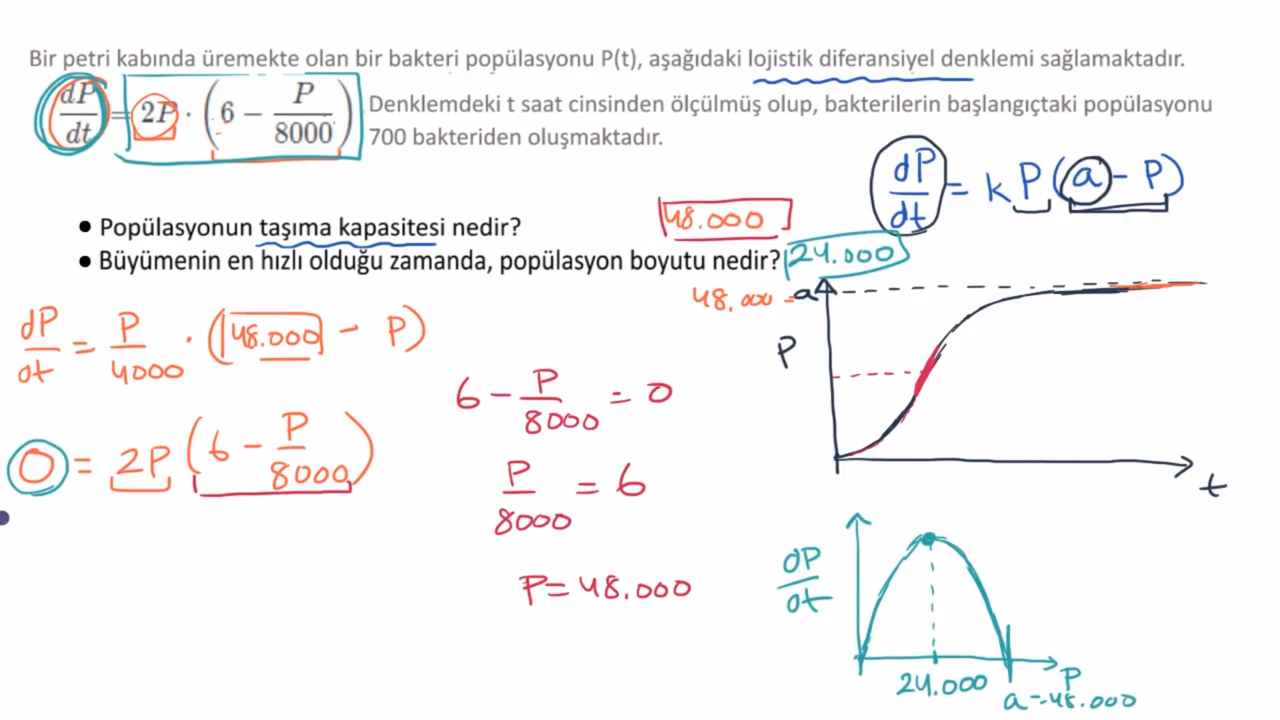 Bir petri kabında üremekte olan bir bakteri popülasyonu P(t), aşağıdaki lojistik diferansiyel denklemi sağlamaktadır.
dP/dt = 2P · (6 − P/8000) Denklemdeki t saat cinsinden ölçülmüş olup, bakterilerin başlangıçtaki popülasyonu
700 bakteriden oluşmaktadır.
dP/dt = k P (a − P)
● Popülasyonun taşıma kapasitesi nedir? 48.000
● Büyümenin en hızlı olduğu zamanda, popülasyon boyutu nedir? 24.000
48.000 = a
P
t
dP/dt = P/4000 · (48.000 − P)
0 = 2P (6 − P/8000)
6 − P/8000 = 0
P/8000 = 6
P = 48.000
dP/dt
24.000
P
a = 48.000